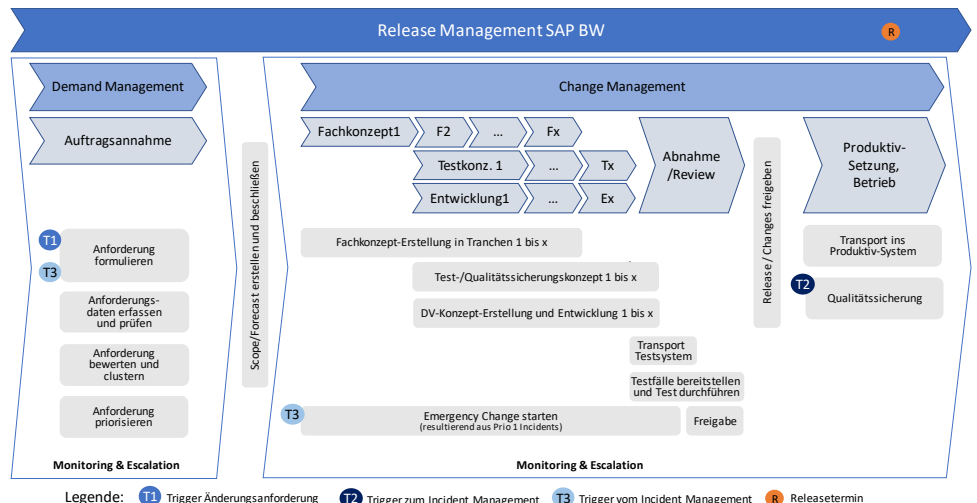 Release Management SAP BW
R
Demand Management
Change Management
Auftragsannahme
Fachkonzept1
F2
...
Fx
Testkonz. 1
...
Tx
Entwicklung1
...
Ex
Abnahme
/Review
Produktiv-
Setzung,
Betrieb
Scope/Forecast erstellen und beschließen
Release / Changes freigeben
T1
T3
Anforderung
formulieren
Anforderungs-
daten erfassen
und prüfen
Anforderung
bewerten und
clustern
Anforderung
priorisieren
Fachkonzept-Erstellung in Tranchen 1 bis x
Test-/Qualitätssicherungskonzept 1 bis x
DV-Konzept-Erstellung und Entwicklung 1 bis x
Transport
Testsystem
Testfälle bereitstellen
und Test durchführen
T3
Emergency Change starten
(resultierend aus Prio 1 Incidents)
Freigabe
Transport ins
Produktiv-System
T2
Qualitätssicherung
Monitoring & Escalation
Monitoring & Escalation
Legende:
T1 Trigger Änderungsanforderung
T2 Trigger zum Incident Management
T3 Trigger vom Incident Management
R Releasetermin